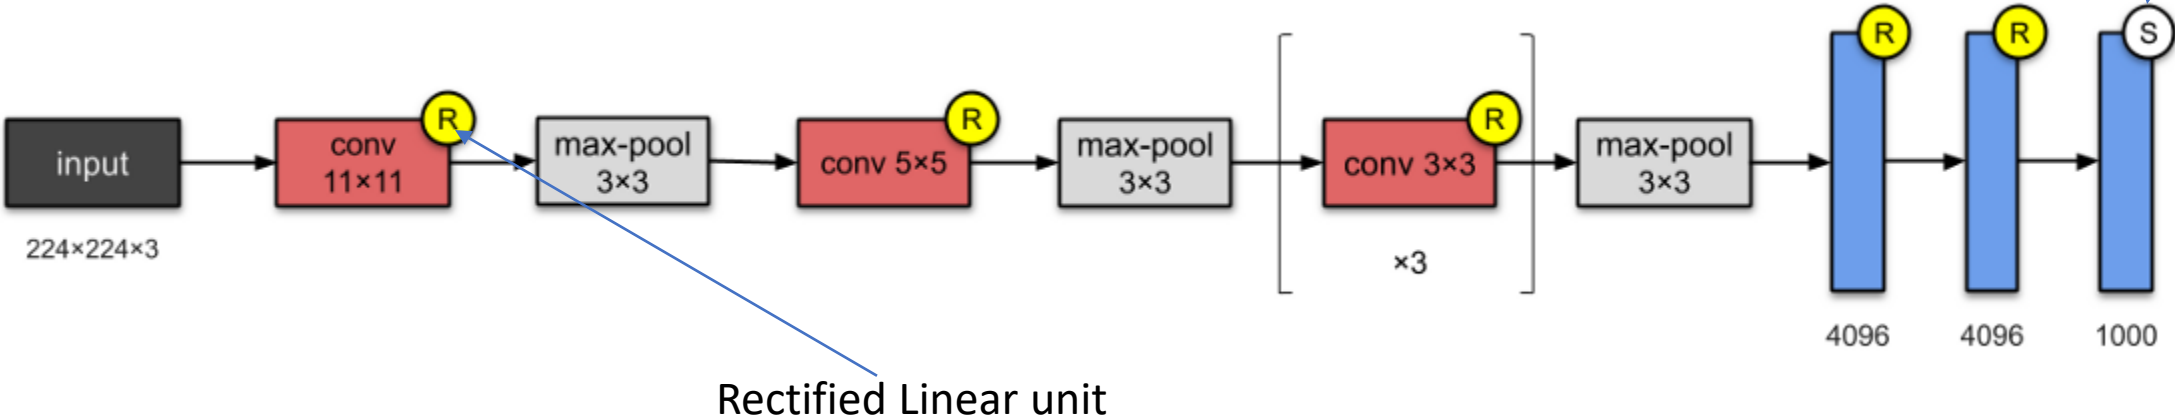 input
224×224×3
conv
11×11
R
max-pool
3×3
conv 5×5
R
max-pool
3×3
conv 3×3
R
×3
max-pool
3×3
R
4096
R
4096
S
1000
Rectified Linear unit